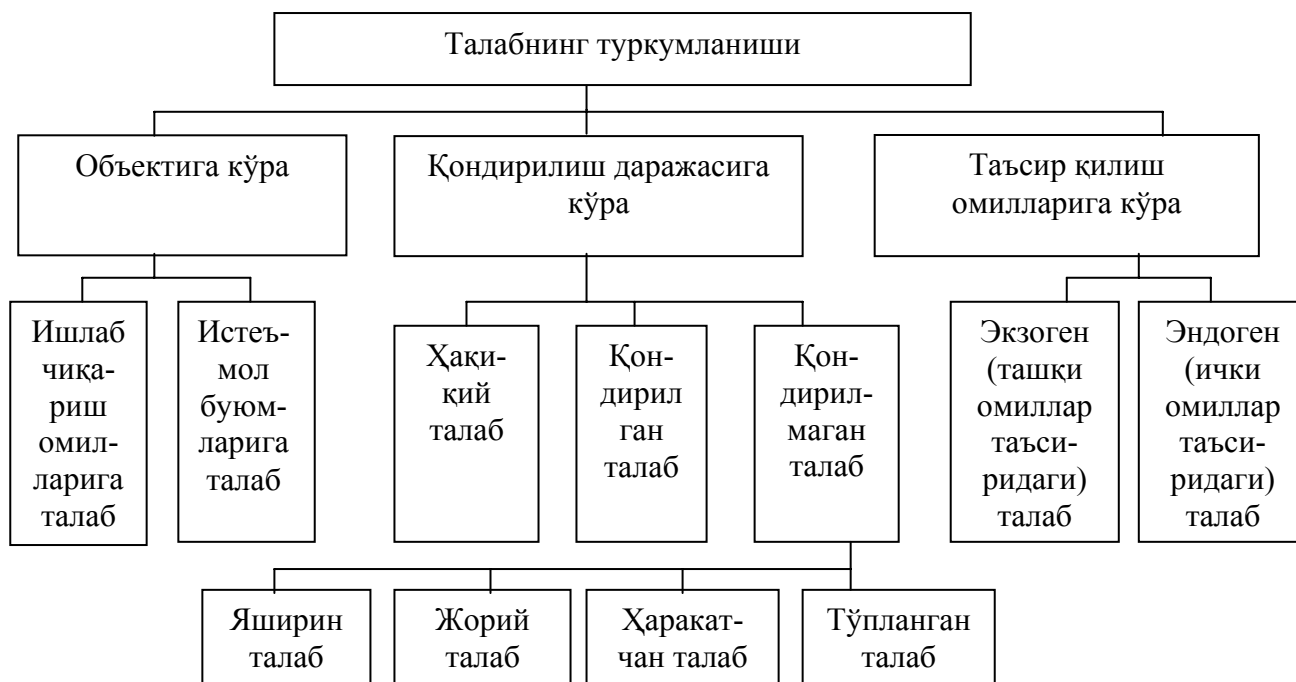 Талабнинг туркумланиши
Объектига кўра
Қондирилиш даражасига
кўра
Таъсир қилиш
омилларига кўра
Ишлаб
чиқа-
риш
омил-
ларига
талаб
Истеъ-
мол
буюм-
ларига
талаб
Ҳақи-
қий
талаб
Қон-
дирил
ган
талаб
Қон-
дирил-
маган
талаб
Экзоген
(ташқи
омиллар
таъси-
ридаги)
талаб
Эндоген
(ички
омиллар
таъси-
ридаги)
талаб
Яширин
талаб
Жорий
талаб
Ҳаракат-
чан талаб
Тўпланган
талаб